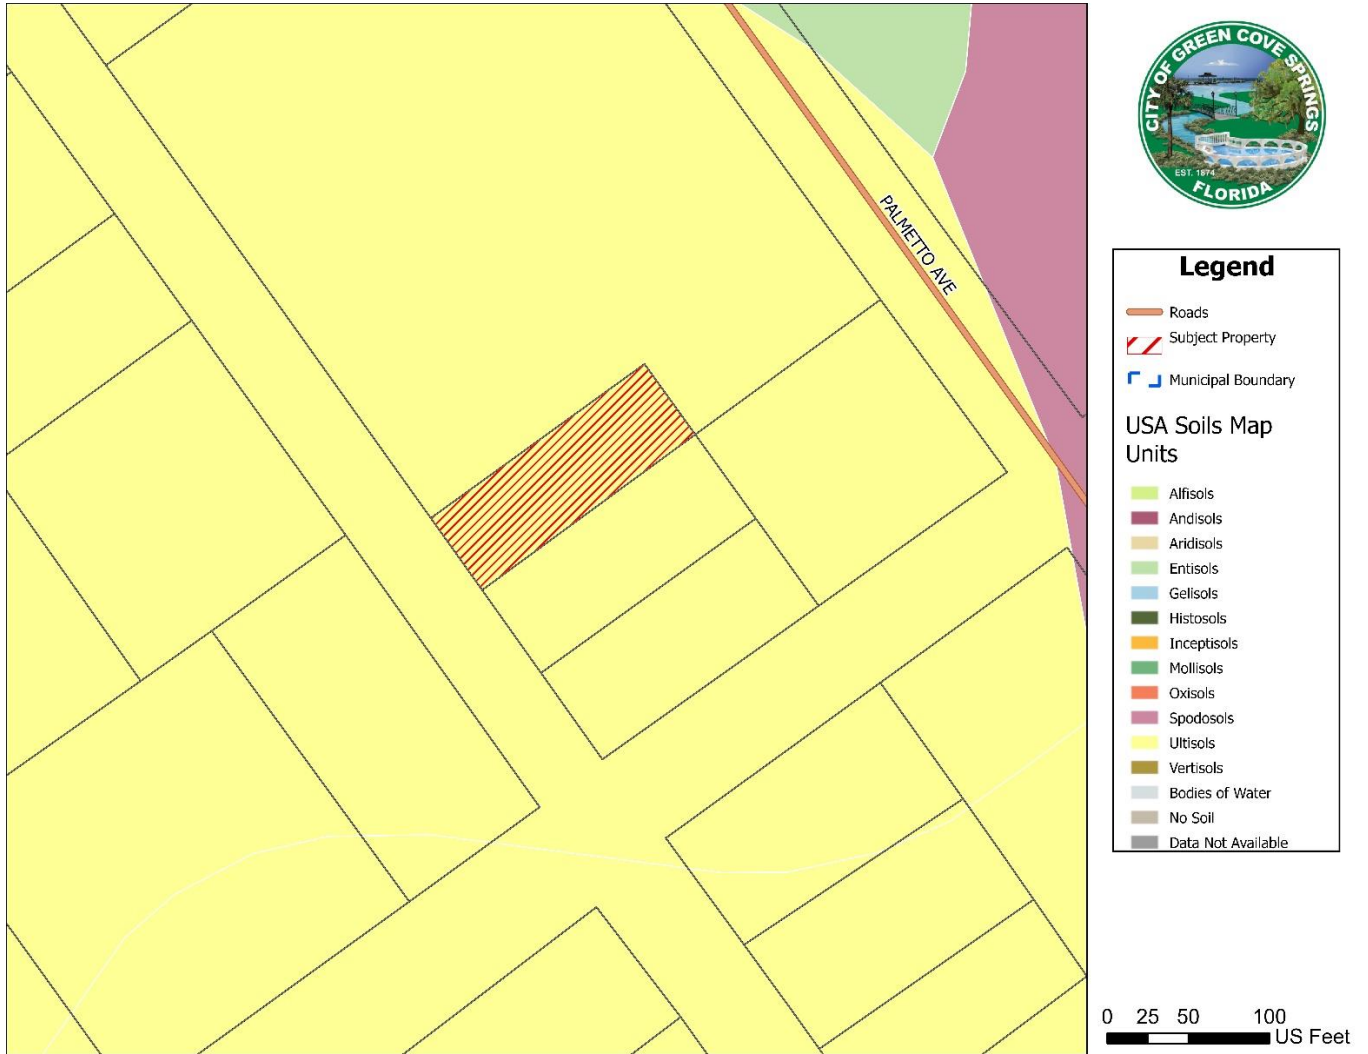 PALMETTO AVE
CITY OF GREEN COVE SPRINGS
EST. 1874
FLORIDA
Legend
Roads
Subject Property
Municipal Boundary
USA Soils Map
Units
Alfisols
Andisols
Aridisols
Entisols
Gelisols
Histosols
Inceptisols
Mollisols
Oxisols
Spodosols
Ultisols
Vertisols
Bodies of Water
No Soil
Data Not Available
0 25 50 100
US Feet